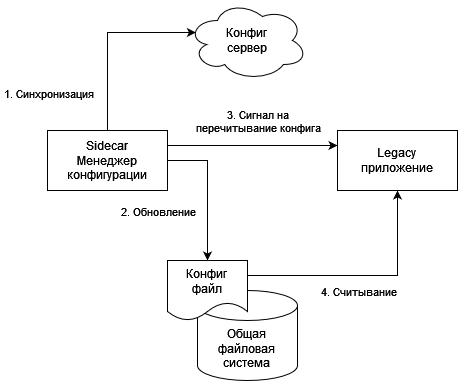 Конфиг
сервер
1. Синхронизация
3. Сигнал на
перечитывание конфига
Sidecar
Менеджер
конфигурации
Legacy
приложение
2. Обновление
Конфиг
файл
4. Считывание
Общая
файловая
система